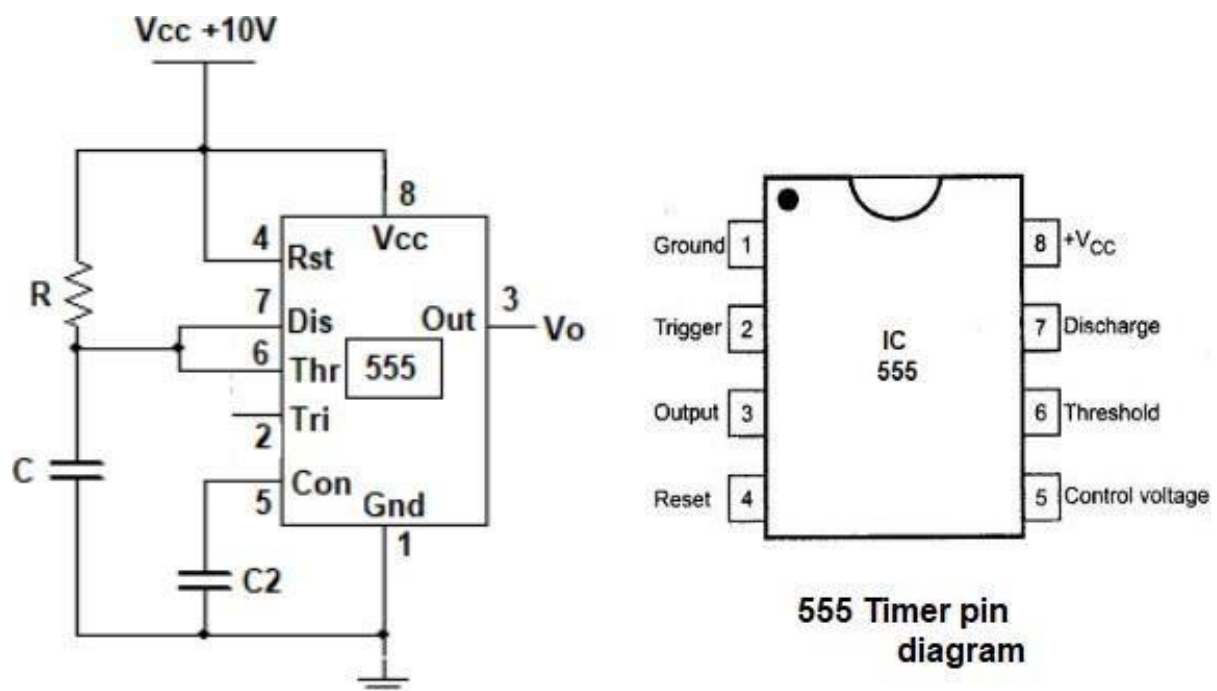 Vcc +10V
8
Vcc
4
Rst
R
7
Dis
Out
3
Vo
6
Thr
555
Tri
2
C
Con
5
Gnd
1
C2
Ground
1
8
+VCC
Trigger
2
7
Discharge
IC
555
Output
3
6
Threshold
Reset
4
5
Control voltage
555 Timer pin
diagram